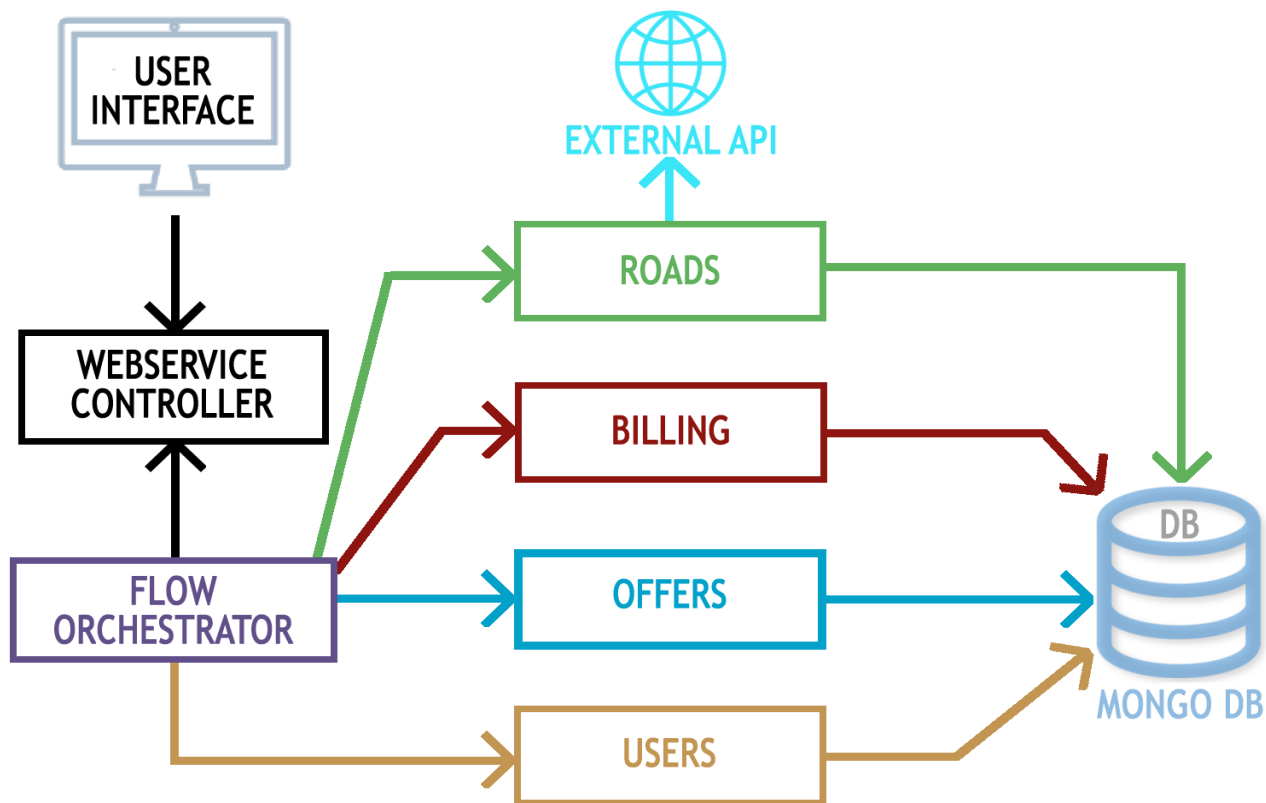 USER
INTERFACE
EXTERNAL API
ROADS
WEBSERVICE
CONTROLLER
BILLING
DB
FLOW
ORCHESTRATOR
OFFERS
MONGO DB
USERS